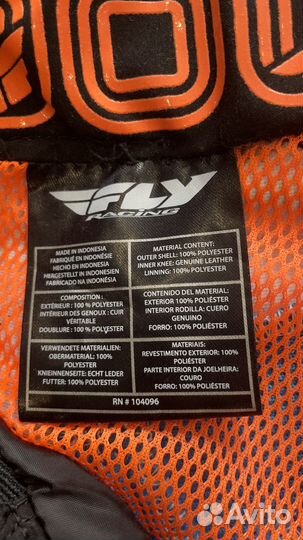 FLY
RACING
MADE IN INDONESIA
FABRIQUÉ EN INDONÉSIE
HECHO EN INDONESIA
HERGESTELLT IN INDONESIEN
FABRICADO NA INDONÉSIA
MATERIAL CONTENT:
OUTER SHELL: 100% POLYESTER
INNER KNEE: GENUINE LEATHER
LINNING: 100% POLYESTER
COMPOSITION :
EXTÉRIEUR: 100 % POLYESTER
INTÉRIEUR DES GENOUX : CUIR
VÉRITABLE
DOUBLURE : 100 % POLYESTER
CONTENIDO DEL MATERIAL:
EXTERIOR 100% POLIÉSTER
INTERIOR RODILLA: CUERO
GENUINO
FORRO: 100% POLIÉSTER
VERWENDETE MATERIALIEN:
OBERMATERIAL: 100%
POLYESTER
KNIEINNENSEITE: ECHT LEDER
FUTTER: 100% POLYESTER
MATERIAIS:
REVESTIMENTO EXTERIOR: 100%
POLIÉSTER
PARTE INTERIOR DA JOELHEIRA:
COURO
FORRO: 100% POLIÉSTER
RN # 104096
Avito